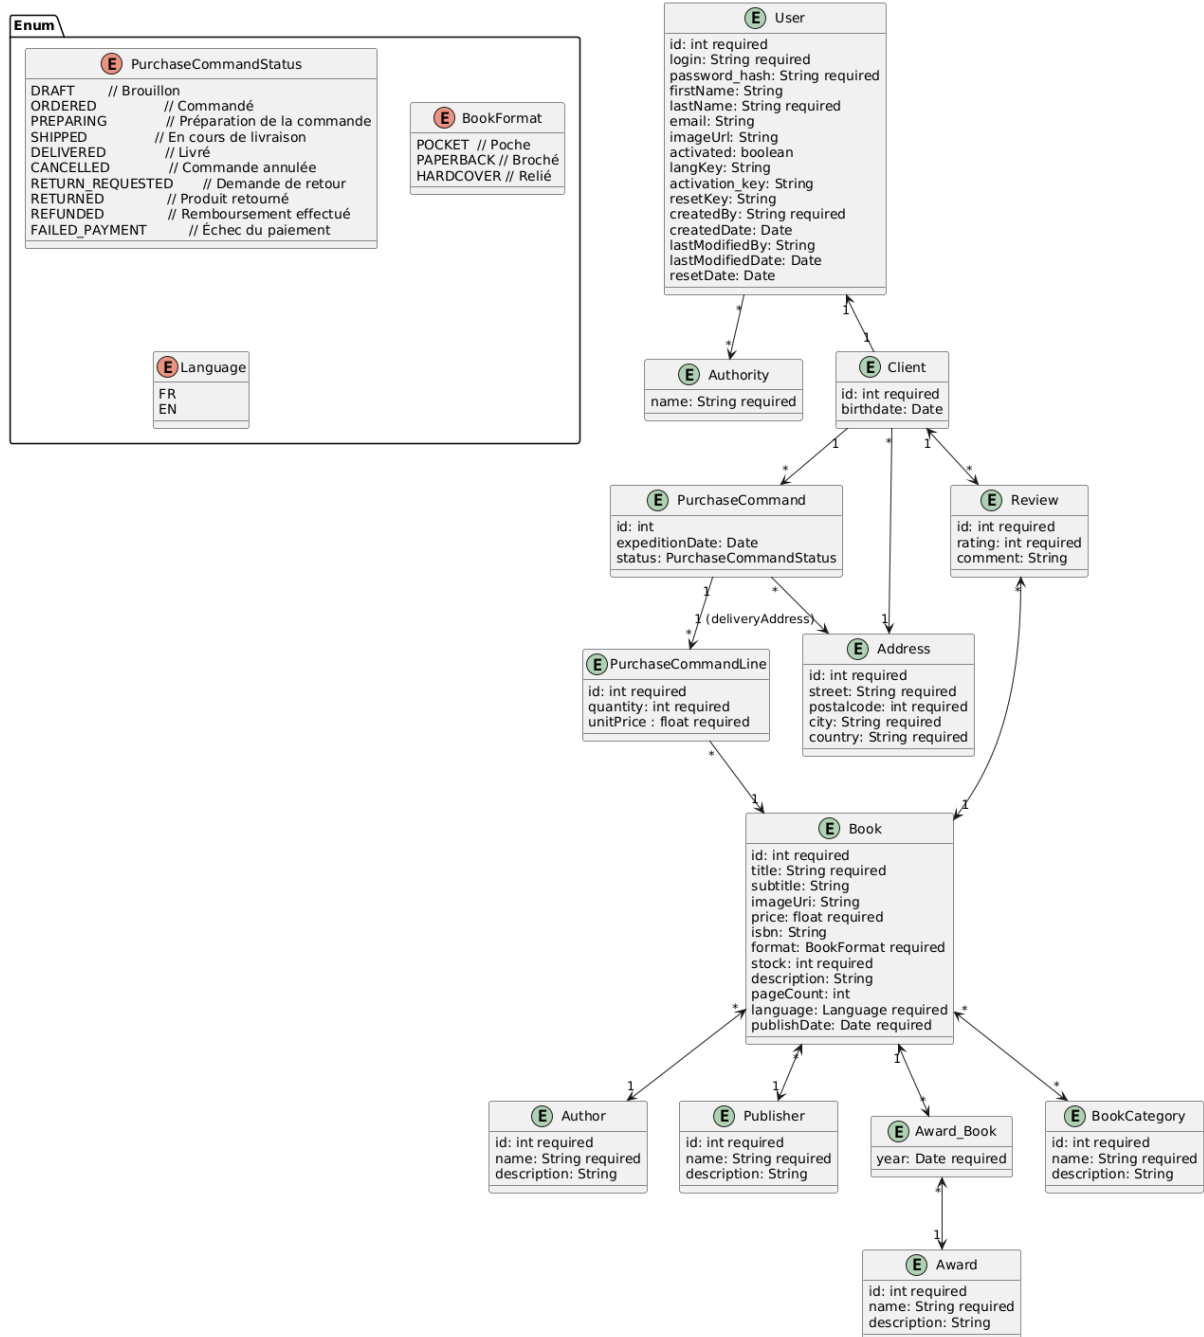 Enum
E PurchaseCommandStatus
DRAFT // Brouillon
ORDERED // Commandé
PREPARING // Préparation de la commande
SHIPPED // En cours de livraison
DELIVERED // Livré
CANCELLED // Commande annulée
RETURN_REQUESTED // Demande de retour
RETURNED // Produit retourné
REFUNDED // Remboursement effectué
FAILED_PAYMENT // Échec du paiement
E BookFormat
POCKET // Poche
PAPERBACK // Broché
HARDCOVER // Relié
E Language
FR
EN
E User
id: int required
login: String required
password_hash: String required
firstName: String
lastName: String required
email: String
imageUrl: String
activated: boolean
langKey: String
activation_key: String
resetKey: String
createdBy: String required
createdDate: Date
lastModifiedBy: String
lastModifiedDate: Date
resetDate: Date
* 1
* 1
E Authority
name: String required
E Client
id: int required
birthdate: Date
1 * 1
* *
E PurchaseCommand
id: int
expeditionDate: Date
status: PurchaseCommandStatus
E Review
id: int required
rating: int required
comment: String
1 * *
1 (deliveryAddress)
* 1
E PurchaseCommandLine
id: int required
quantity: int required
unitPrice : float required
E Address
id: int required
street: String required
postalcode: int required
city: String required
country: String required
*
1 1
E Book
id: int required
title: String required
subtitle: String
imageUri: String
price: float required
isbn: String
format: BookFormat required
stock: int required
description: String
pageCount: int
language: Language required
publishDate: Date required
* *
* 1
1 1 * *
E Author
id: int required
name: String required
description: String
E Publisher
id: int required
name: String required
description: String
E Award_Book
year: Date required
E BookCategory
id: int required
name: String required
description: String
*
1
E Award
id: int required
name: String required
description: String